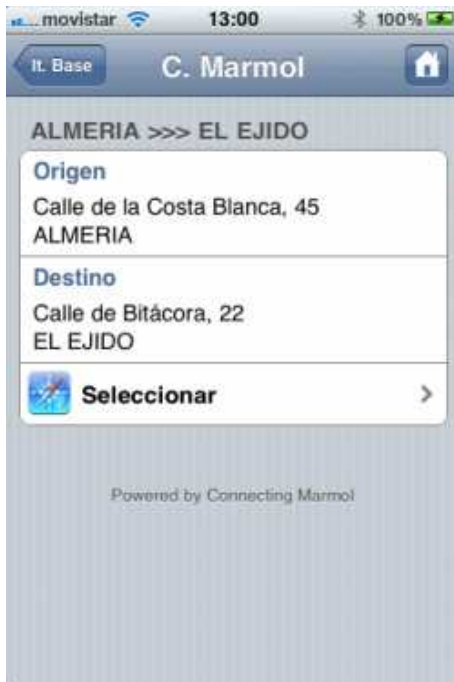 movistar 13:00 100%
It. Base C. Marmol
ALMERIA >>> EL EJIDO
Origen
Calle de la Costa Blanca, 45
ALMERIA
Destino
Calle de Bitácora, 22
EL EJIDO
Seleccionar >
Powered by Connecting Marmol